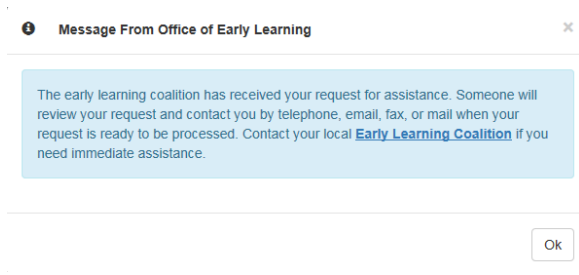 Message From Office of Early Learning
×
The early learning coalition has received your request for assistance. Someone will
review your request and contact you by telephone, email, fax, or mail when your
request is ready to be processed. Contact your local Early Learning Coalition if you
need immediate assistance.
Ok